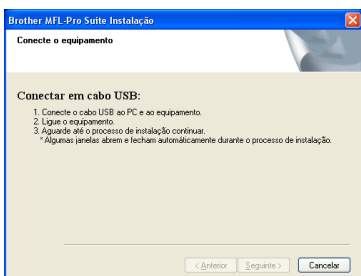 Brother MFL-Pro Suite Instalação
Conecte o equipamento
Conectar em cabo USB:
1. Conecte o cabo USB ao PC e ao equipamento.
2. Ligue o equipamento.
3. Aguarde até o processo de instalação continuar.
* Algumas janelas abrem e fecham automáticamente durante o processo de instalação.
< Anterior
Seguinte >
Cancelar